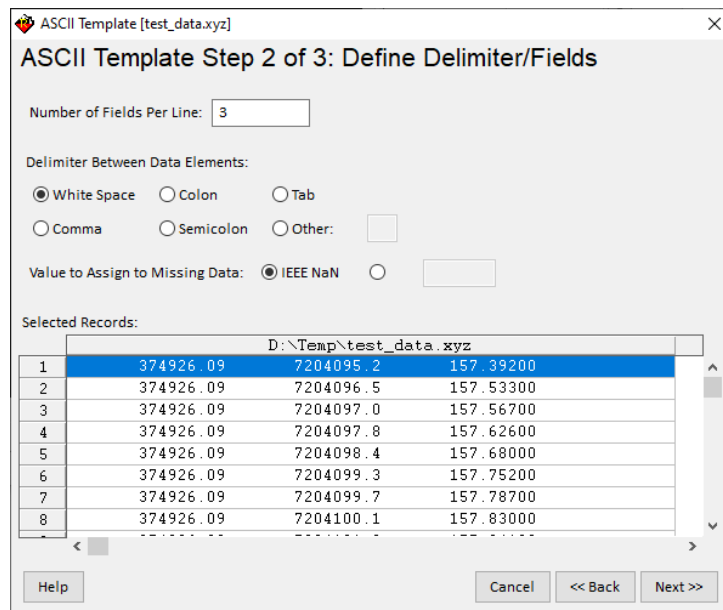 ASCII Template [test_data.xyz]
ASCII Template Step 2 of 3: Define Delimiter/Fields
Number of Fields Per Line: 3
Delimiter Between Data Elements:
White Space Colon Tab
Comma Semicolon Other:
Value to Assign to Missing Data: IEEE NaN
Selected Records:
D:\Temp\test_data.xyz
1 374926.09 7204095.2 157.39200
2 374926.09 7204096.5 157.53300
3 374926.09 7204097.0 157.56700
4 374926.09 7204097.8 157.62600
5 374926.09 7204098.4 157.68000
6 374926.09 7204099.3 157.75200
7 374926.09 7204099.7 157.78700
8 374926.09 7204100.1 157.83000
Help Cancel << Back Next >>